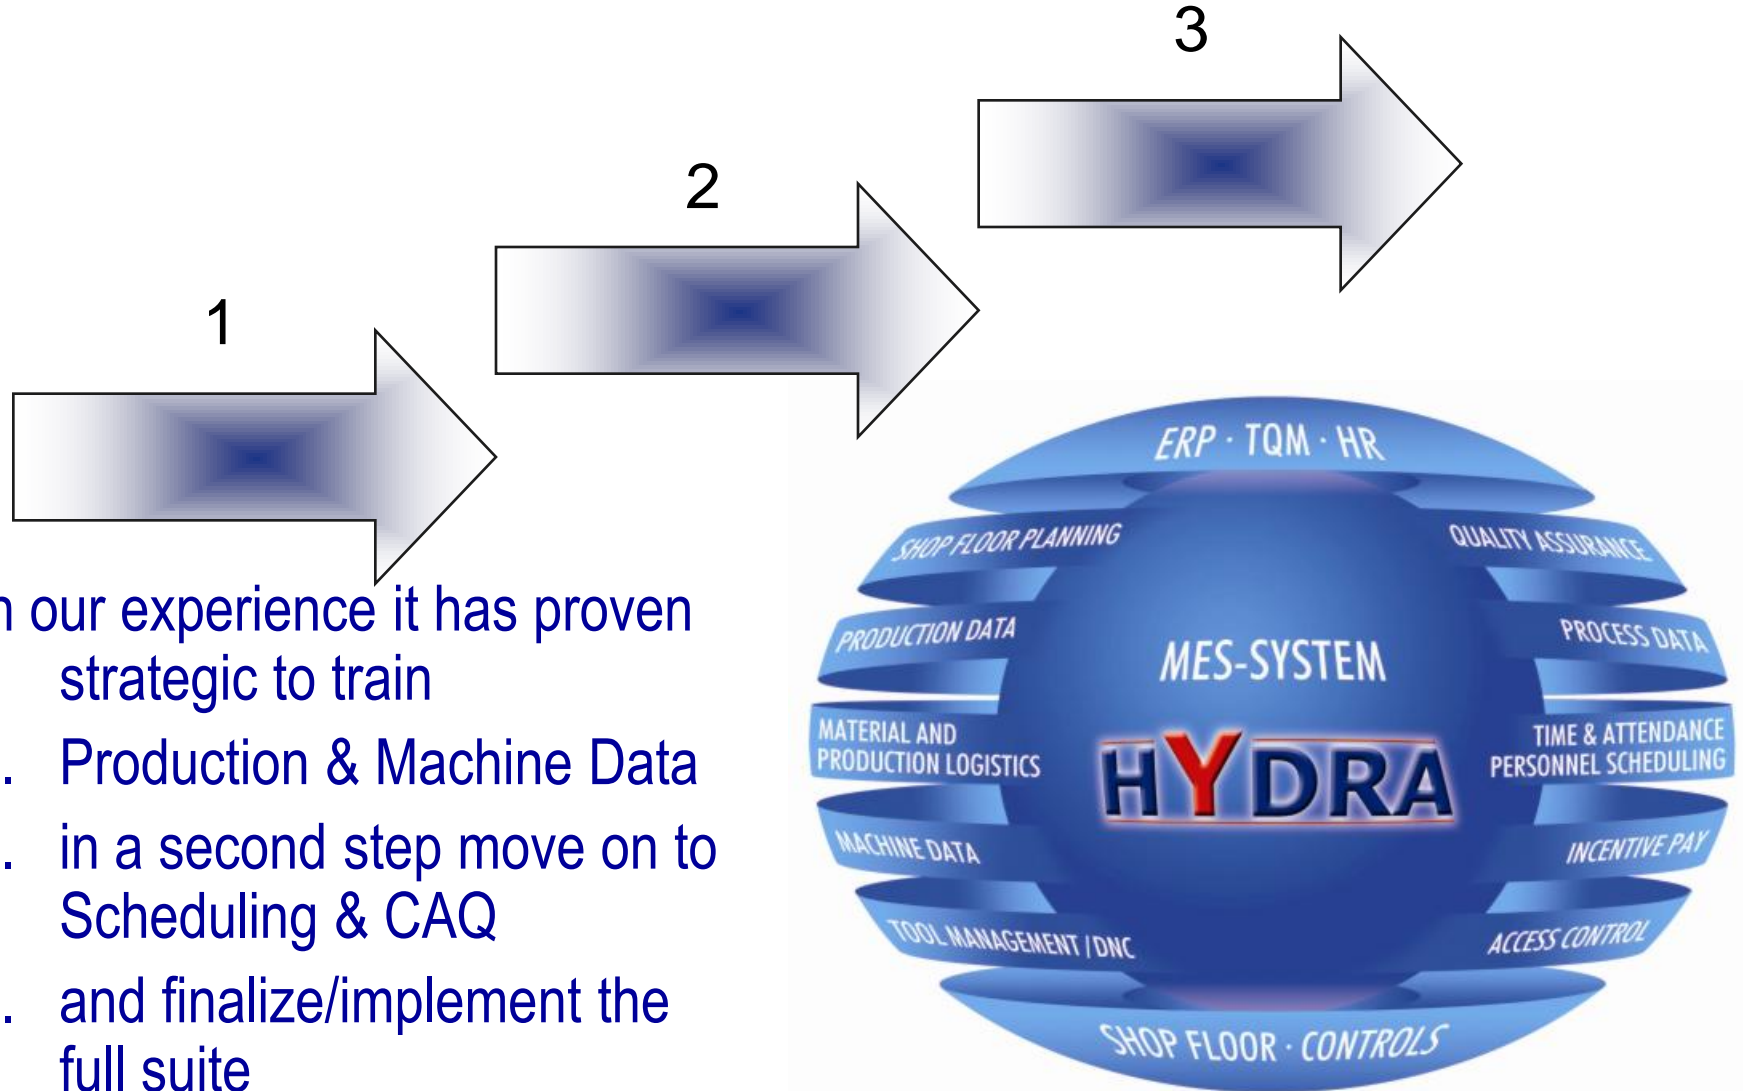 3
2
1
n our experience it has proven
strategic to train
. Production & Machine Data
. in a second step move on to
Scheduling & CAQ
. and finalize/implement the
full suite
ERP · TQM · HR
SHOP FLOOR PLANNING
QUALITY ASSURANCE
PRODUCTION DATA
PROCESS DATA
MES-SYSTEM
MATERIAL AND
PRODUCTION LOGISTICS
TIME & ATTENDANCE
PERSONNEL SCHEDULING
HYDRA
MACHINE DATA
INCENTIVE PAY
TOOL MANAGEMENT / DNC
ACCESS CONTROL
SHOP FLOOR · CONTROLS